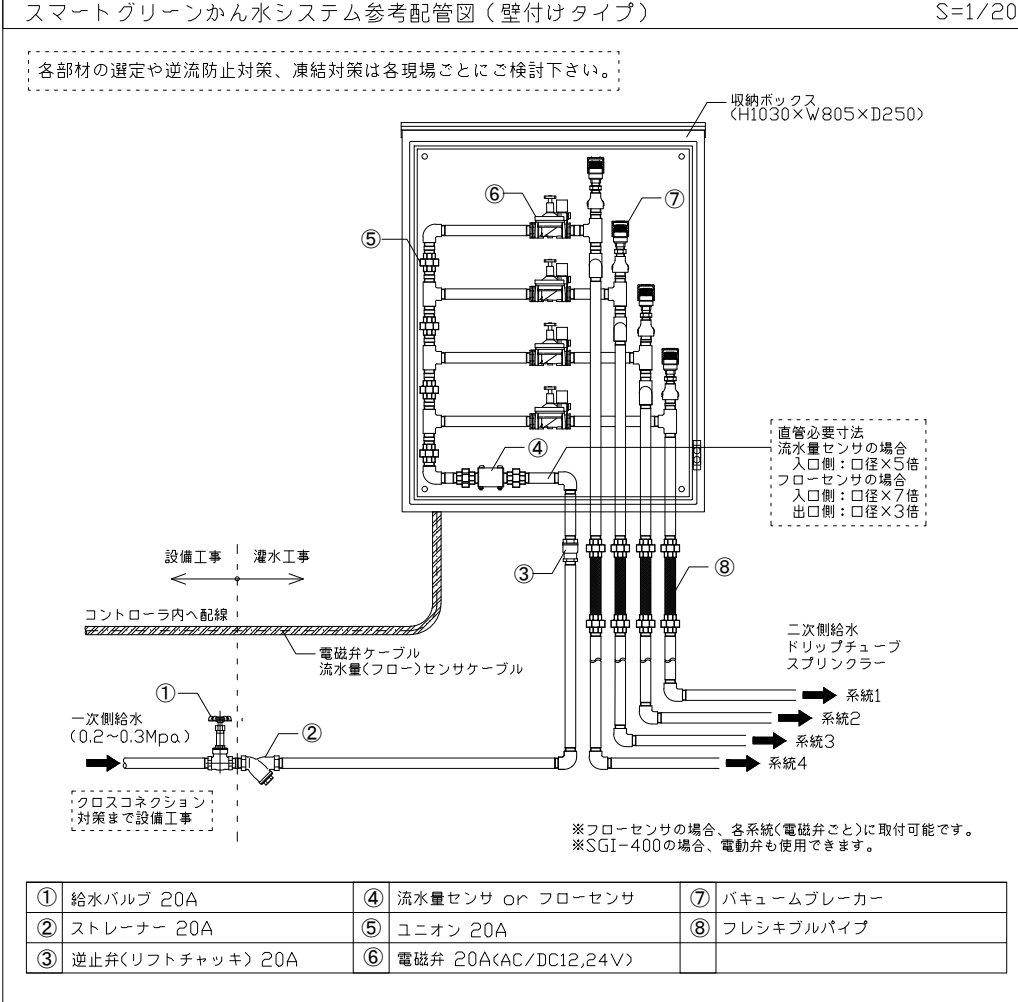 スマートグリーンかん水システム参考配管図(壁付けタイプ)
S=1/20
各部材の選定や逆流防止対策、凍結対策は各現場ごとにご検討下さい。
収納ボックス
(H1030×W805×D250)
⑥
⑦
⑤
④
直管必要寸法
流水量センサの場合
入口側:口径×5倍
フローセンサの場合
入口側:口径×7倍
出口側:口径×3倍
設備工事
灌水工事
③
⑧
コントローラ内へ配線
電磁弁ケーブル
流水量(フロー)センサケーブル
二次側給水
ドリップチューブ
スプリンクラー
①
系統1
一次側給水
(0.2~0.3Mpa)
②
系統2
系統3
系統4
クロスコネクション
対策まで設備工事
※フローセンサの場合、各系統(電磁弁ごと)に取付可能です。
※SGI-400の場合、電動弁も使用できます。
① 給水バルブ 20A
④ 流水量センサ or フローセンサ
⑦ バキュームブレーカー
② ストレーナー 20A
⑤ ユニオン 20A
⑧ フレシキブルパイプ
③ 逆止弁(リフトチャッキ) 20A
⑥ 電磁弁 20A(AC/DC12,24V)